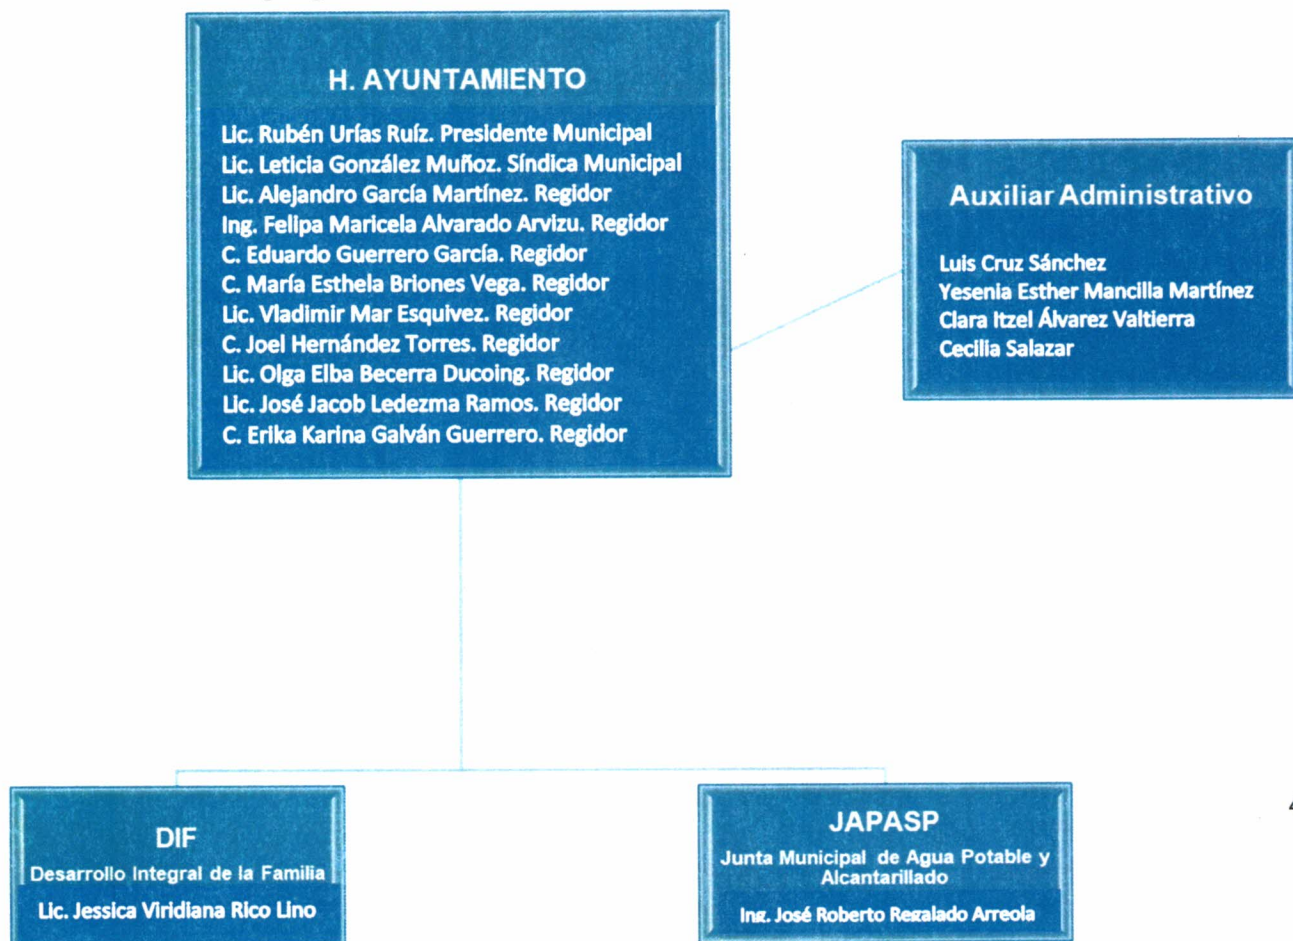 H. AYUNTAMIENTO
Lic. Rubén Urías Ruíz. Presidente Municipal
Lic. Leticia González Muñoz. Síndica Municipal
Lic. Alejandro García Martínez. Regidor
Ing. Felipa Maricela Alvarado Arvizu. Regidor
C. Eduardo Guerrero García. Regidor
C. María Esthela Briones Vega. Regidor
Lic. Vladimir Mar Esquivez. Regidor
C. Joel Hernández Torres. Regidor
Lic. Olga Elba Becerra Ducoing. Regidor
Lic. José Jacob Ledezma Ramos. Regidor
C. Erika Karina Galván Guerrero. Regidor
Auxiliar Administrativo
Luis Cruz Sánchez
Yesenia Esther Mancilla Martínez
Clara Itzel Álvarez Valtierra
Cecilia Salazar
DIF
Desarrollo Integral de la Familia
Lic. Jessica Viridiana Rico Lino
JAPASP
Junta Municipal de Agua Potable y
Alcantarillado
Ing. José Roberto Regalado Arreola